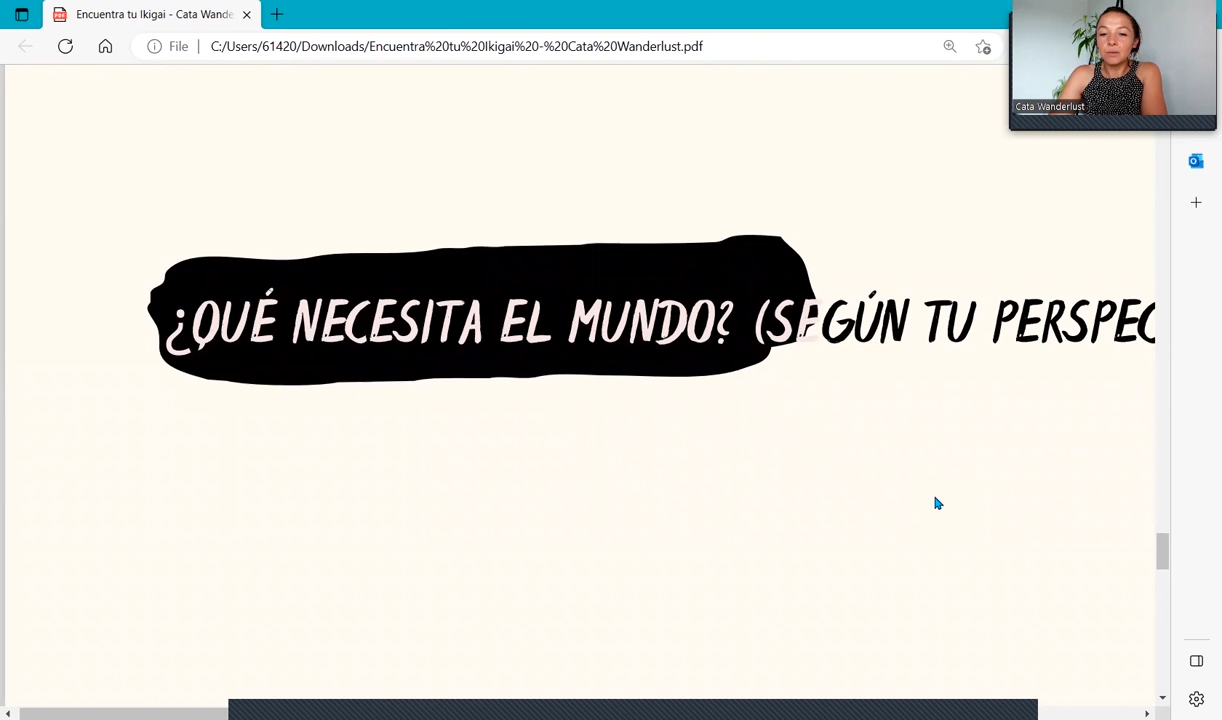 Encuentra tu Ikigai - Cata Wande
File
C:/Users/61420/Downloads/Encuentra%20tu%20Ikigai%20-%20Cata%20Wanderlust.pdf
Cata Wanderlust
¿QUÉ NECESITA EL MUNDO? (SEGÚN TU PERSPEC